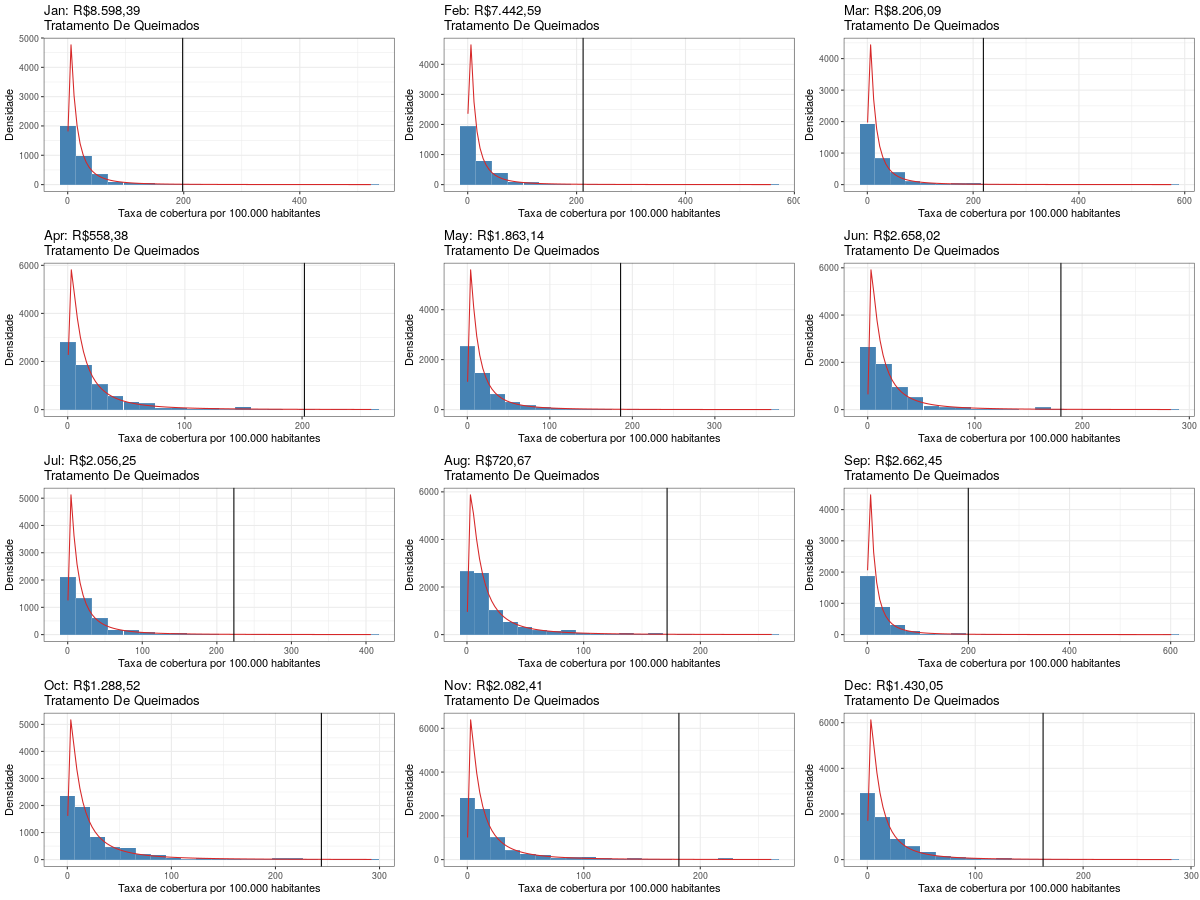 Jan: R$8.598,39
Tratamento De Queimados
Densidade
5000
4000
3000
2000
1000
0
0 200 400
Taxa de cobertura por 100.000 habitantes
Feb: R$7.442,59
Tratamento De Queimados
Densidade
4000
3000
2000
1000
0
0 200 400 600
Taxa de cobertura por 100.000 habitantes
Mar: R$8.206,09
Tratamento De Queimados
Densidade
4000
3000
2000
1000
0
0 200 400 600
Taxa de cobertura por 100.000 habitantes
Apr: R$558,38
Tratamento De Queimados
Densidade
6000
4000
2000
0
0 100 200
Taxa de cobertura por 100.000 habitantes
May: R$1.863,14
Tratamento De Queimados
Densidade
4000
2000
0
0 100 200 300
Taxa de cobertura por 100.000 habitantes
Jun: R$2.658,02
Tratamento De Queimados
Densidade
6000
4000
2000
0
0 100 200 300
Taxa de cobertura por 100.000 habitantes
Jul: R$2.056,25
Tratamento De Queimados
Densidade
5000
4000
3000
2000
1000
0
0 100 200 300 400
Taxa de cobertura por 100.000 habitantes
Aug: R$720,67
Tratamento De Queimados
Densidade
6000
4000
2000
0
0 100 200
Taxa de cobertura por 100.000 habitantes
Sep: R$2.662,45
Tratamento De Queimados
Densidade
4000
3000
2000
1000
0
0 200 400 600
Taxa de cobertura por 100.000 habitantes
Oct: R$1.288,52
Tratamento De Queimados
Densidade
5000
4000
3000
2000
1000
0
0 100 200 300
Taxa de cobertura por 100.000 habitantes
Nov: R$2.082,41
Tratamento De Queimados
Densidade
6000
4000
2000
0
0 100 200
Taxa de cobertura por 100.000 habitantes
Dec: R$1.430,05
Tratamento De Queimados
Densidade
6000
4000
2000
0
0 100 200 300
Taxa de cobertura por 100.000 habitantes